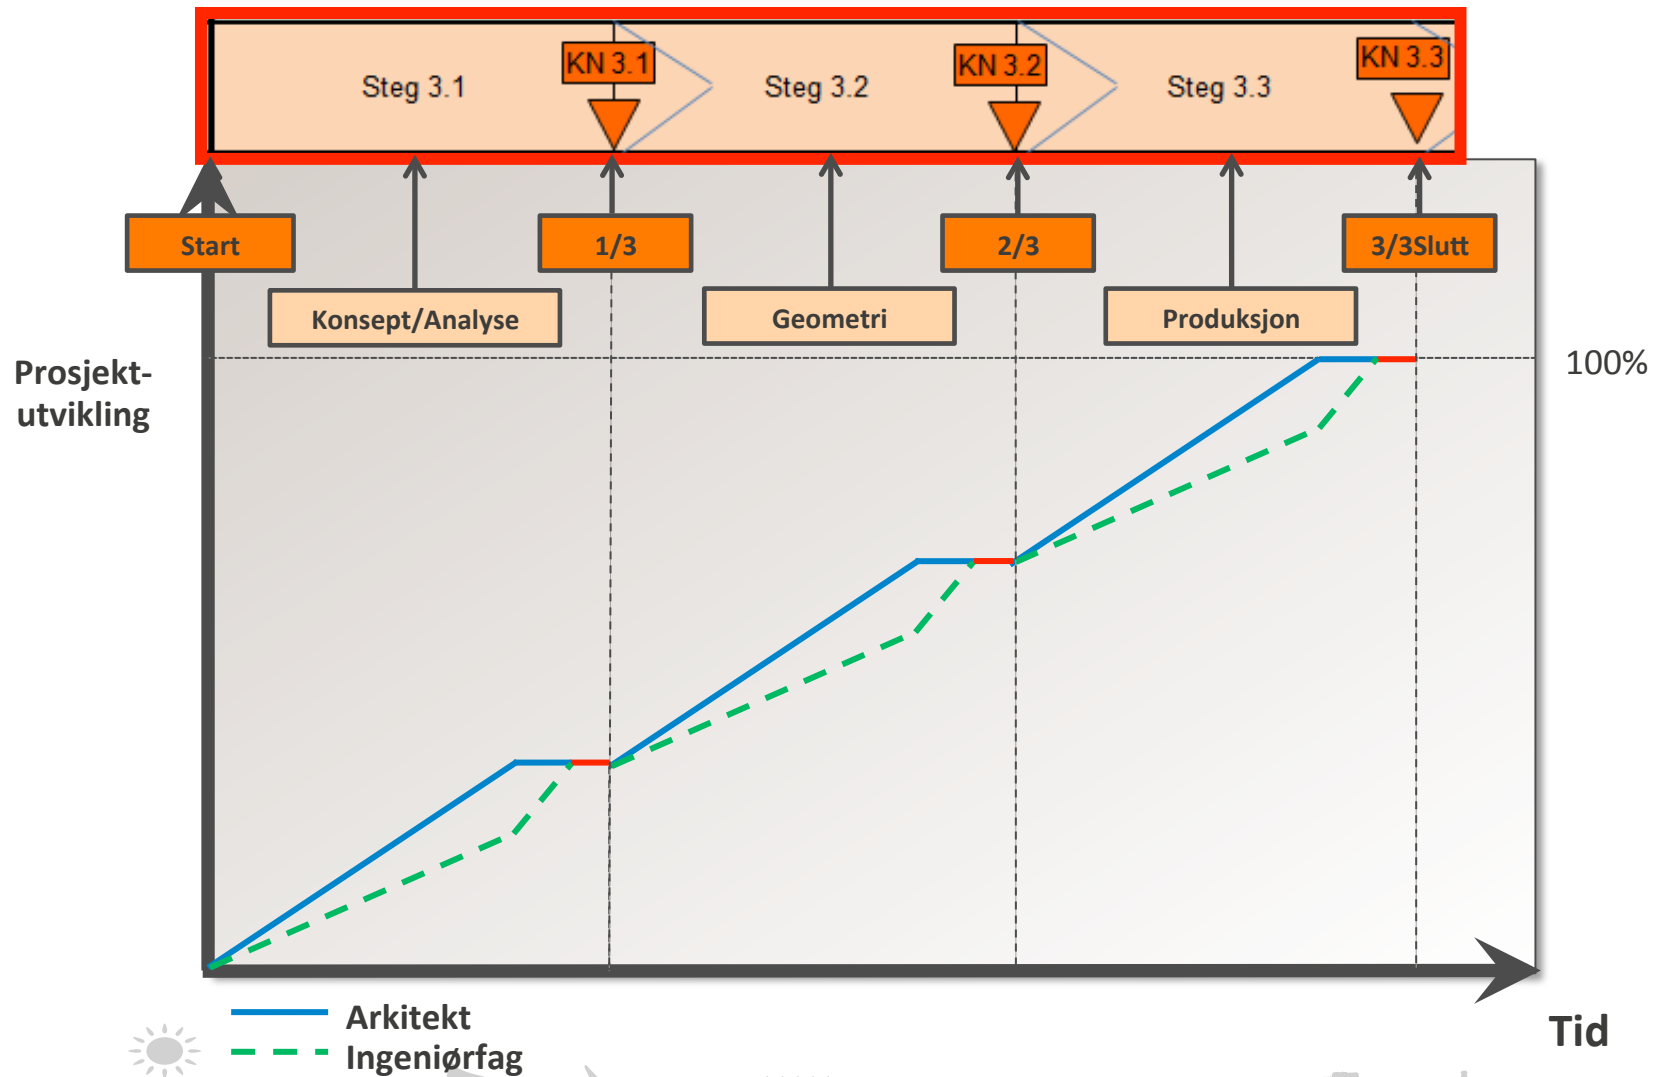 KN 3.1
KN 3.2
KN 3.3
Steg 3.1
Steg 3.2
Steg 3.3
Start
1/3
2/3
3/3Slutt
Konsept/Analyse
Geometri
Produksjon
Prosjekt-
utvikling
100%
Arkitekt
Ingeniørfag
Tid